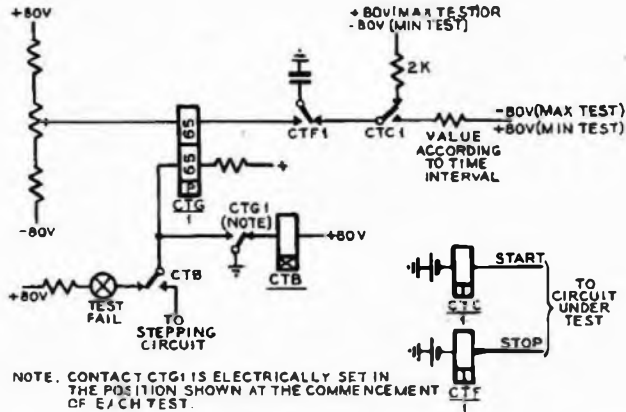 +80V
+80V(MAX TEST)OR
-80V(MIN TEST)
2K
65
CTF1
CTC1
-80V(MAX TEST)
+80V(MIN TEST)
VALUE
ACCORDING
TO TIME
INTERVAL
65
P
+
CTG
1
-80V
CTG1
(NOTE)
+80V
CTB
CTB
+80V
TEST
FAIL
TO
STEPPING
CIRCUIT
START
CTC
1
TO
CIRCUIT
UNDER
TEST
STOP
CTF
1
NOTE. CONTACT CTG1 IS ELECTRICALLY SET IN
THE POSITION SHOWN AT THE COMMENCEMENT
OF EACH TEST.